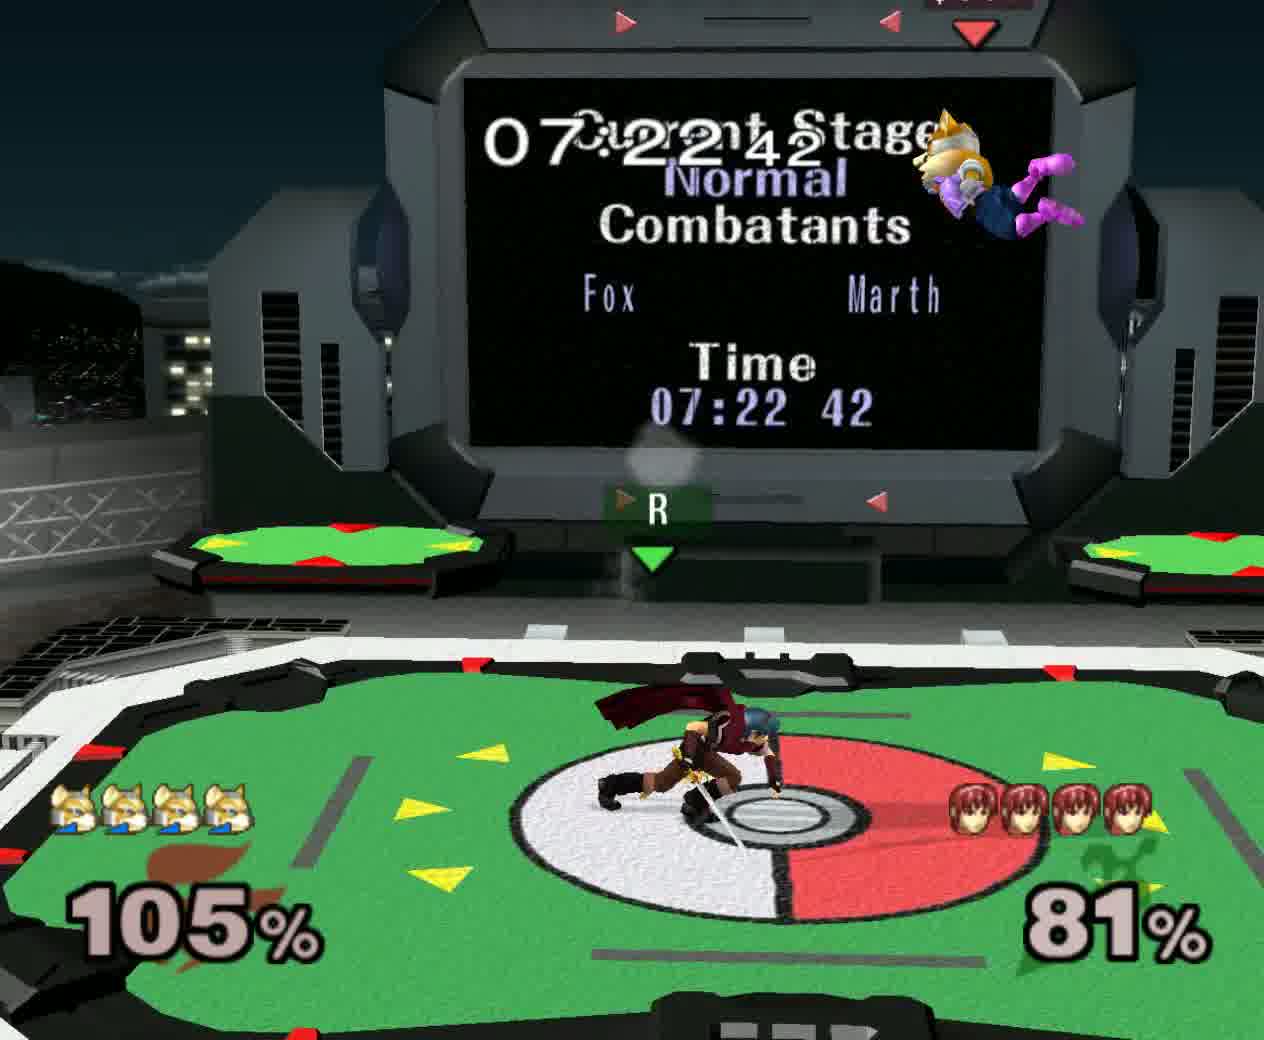 07:22 42
Current Stage
Normal
Combatants
Fox Marth
Time
07:22 42
R
105%
81%